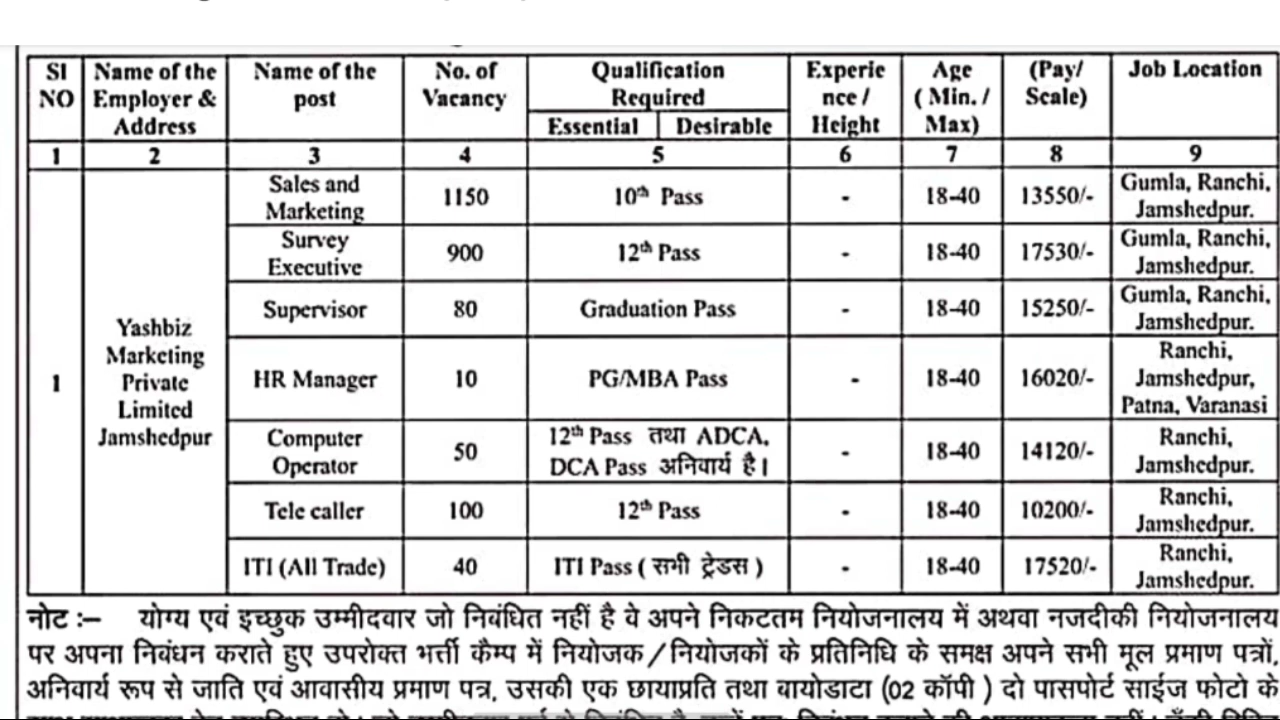 SI NO
Name of the Employer & Address
Name of the post
No. of Vacancy
Qualification Required
Essential
Desirable
Experie nce / Height
Age ( Min. / Max)
(Pay/ Scale)
Job Location
1 2 3 4 5 6 7 8 9
1
Yashbiz Marketing Private Limited Jamshedpur
Sales and Marketing 1150 10th Pass - 18-40 13550/- Gumla, Ranchi, Jamshedpur.
Survey Executive 900 12th Pass - 18-40 17530/- Gumla, Ranchi, Jamshedpur.
Supervisor 80 Graduation Pass - 18-40 15250/- Gumla, Ranchi, Jamshedpur.
HR Manager 10 PG/MBA Pass - 18-40 16020/- Ranchi, Jamshedpur, Patna, Varanasi
Computer Operator 50 12th Pass तथा ADCA, DCA Pass अनिवार्य है। - 18-40 14120/- Ranchi, Jamshedpur.
Tele caller 100 12th Pass - 18-40 10200/- Ranchi, Jamshedpur.
ITI (All Trade) 40 ITI Pass ( सभी ट्रेडस ) - 18-40 17520/- Ranchi, Jamshedpur.
नोट :– योग्य एवं इच्छुक उम्मीदवार जो निबंधित नहीं है वे अपने निकटतम नियोजनालय में अथवा नजदीकी नियोजनालय
पर अपना निबंधन कराते हुए उपरोक्त भर्त्ती कैम्प में नियोजक / नियोजकों के प्रतिनिधि के समक्ष अपने सभी मूल प्रमाण पत्रों,
अनिवार्य रूप से जाति एवं आवासीय प्रमाण पत्र, उसकी एक छायाप्रति तथा बायोडाटा (02 कॉपी ) दो पासपोर्ट साईज फोटो के